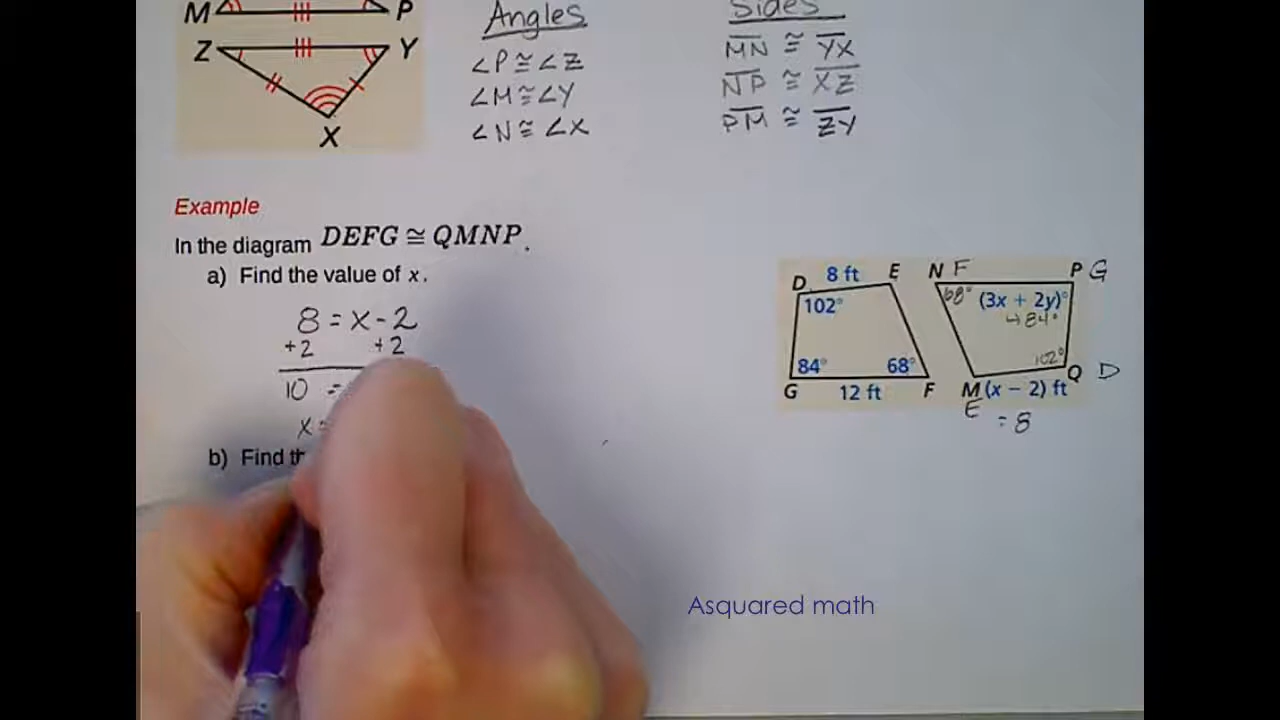 M P
Z Y
X
Angles
∠P ≅ ∠Z
∠M ≅ ∠Y
∠N ≅ ∠X
Sides
MN ≅ YX
NP ≅ XZ
PM ≅ ZY
Example
In the diagram DEFG ≅ QMNP.
a) Find the value of x.
8 = x - 2
+2 +2
10 =
x =
b) Find th
D 8 ft E
102°
84° 68°
G 12 ft F
N F P G
68° (3x + 2y)°
↳84°
102°
Q D
M (x − 2) ft
E = 8
Asquared math